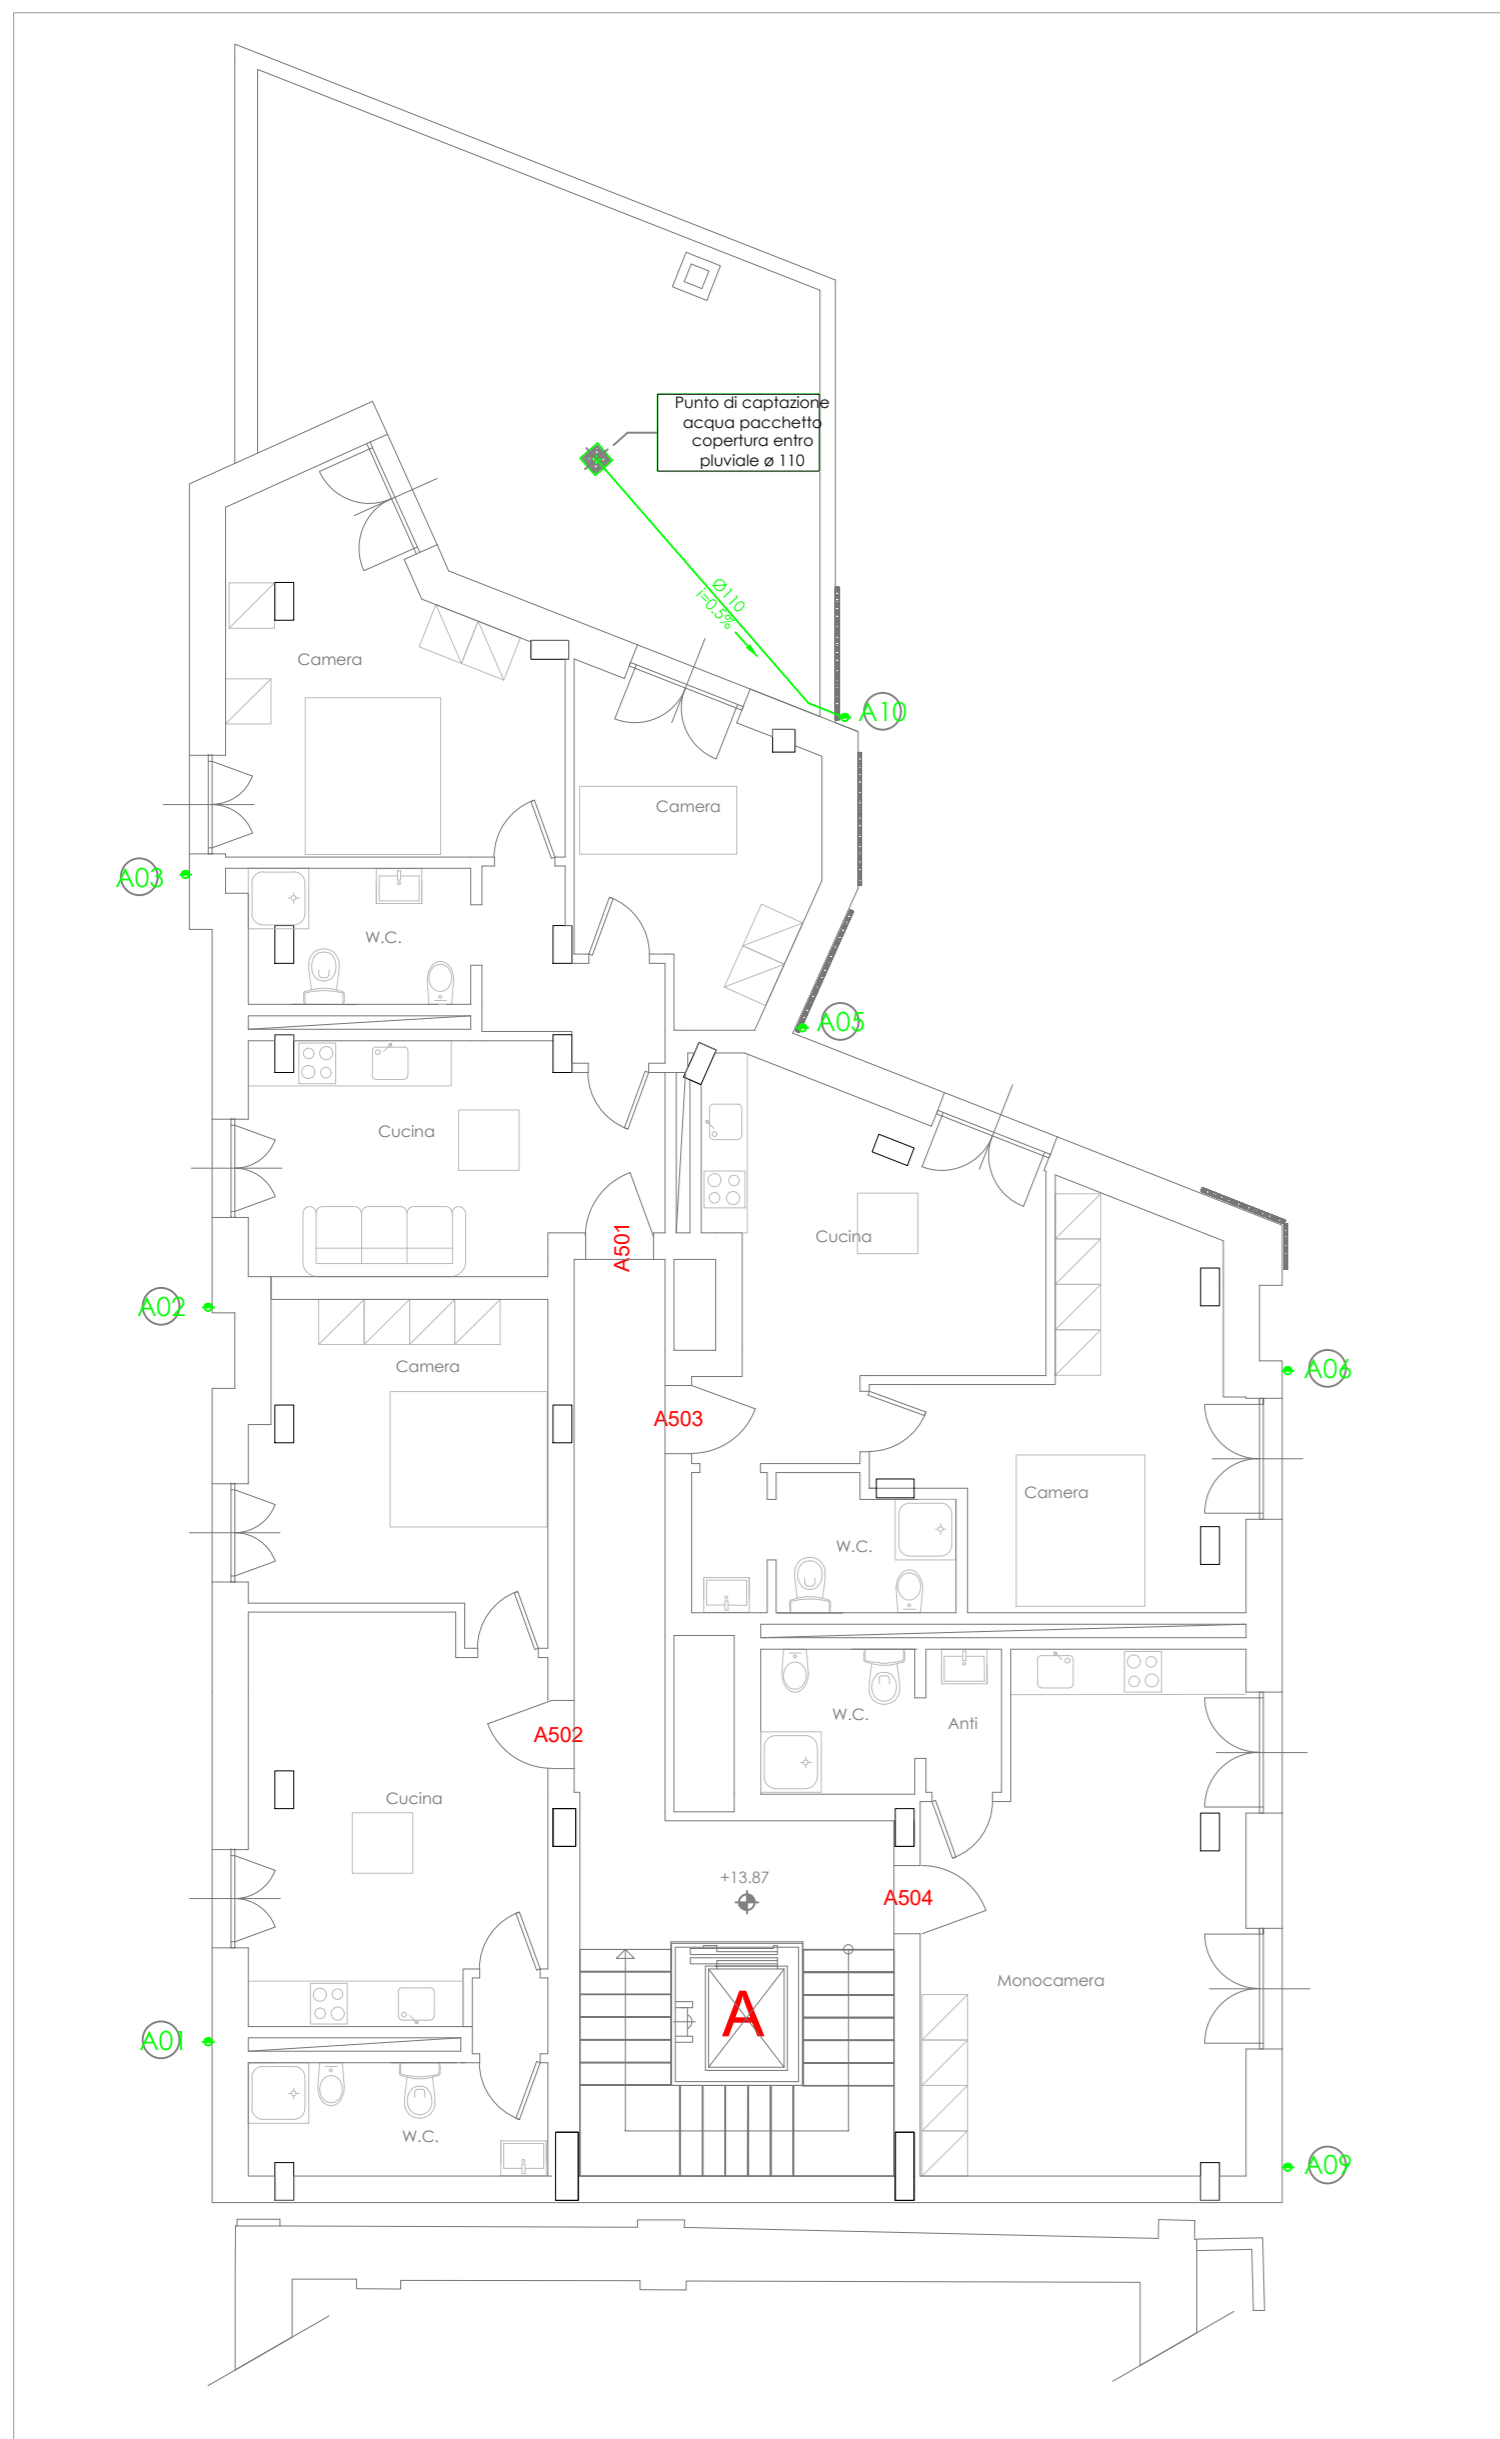 Punto di captazione
acqua pacchetto
copertura entro
pluviale ø 110
Ø110
i=0.5%
A10
Camera
Camera
A03
W.C.
A05
Cucina
Cucina
A501
A02
Camera
A06
A503
Camera
W.C.
W.C.
Anti
A502
Cucina
+13.87
A504
Monocamera
A
A01
W.C.
A09